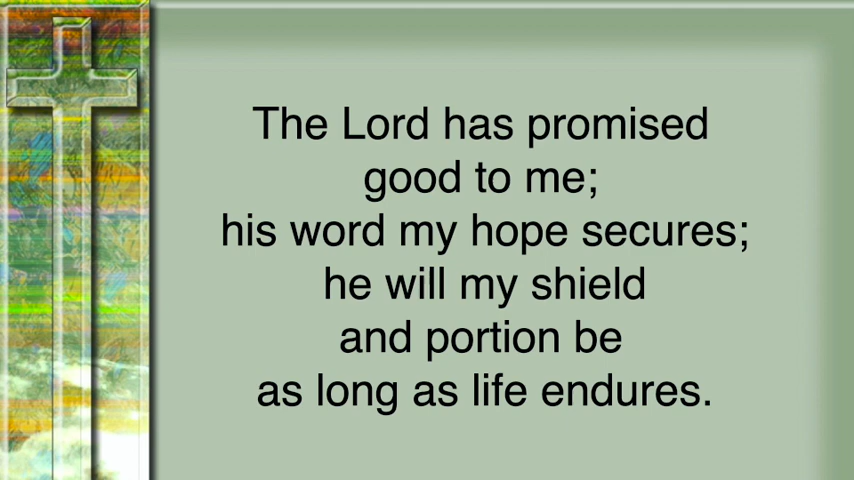 The Lord has promised
good to me;
his word my hope secures;
he will my shield
and portion be
as long as life endures.